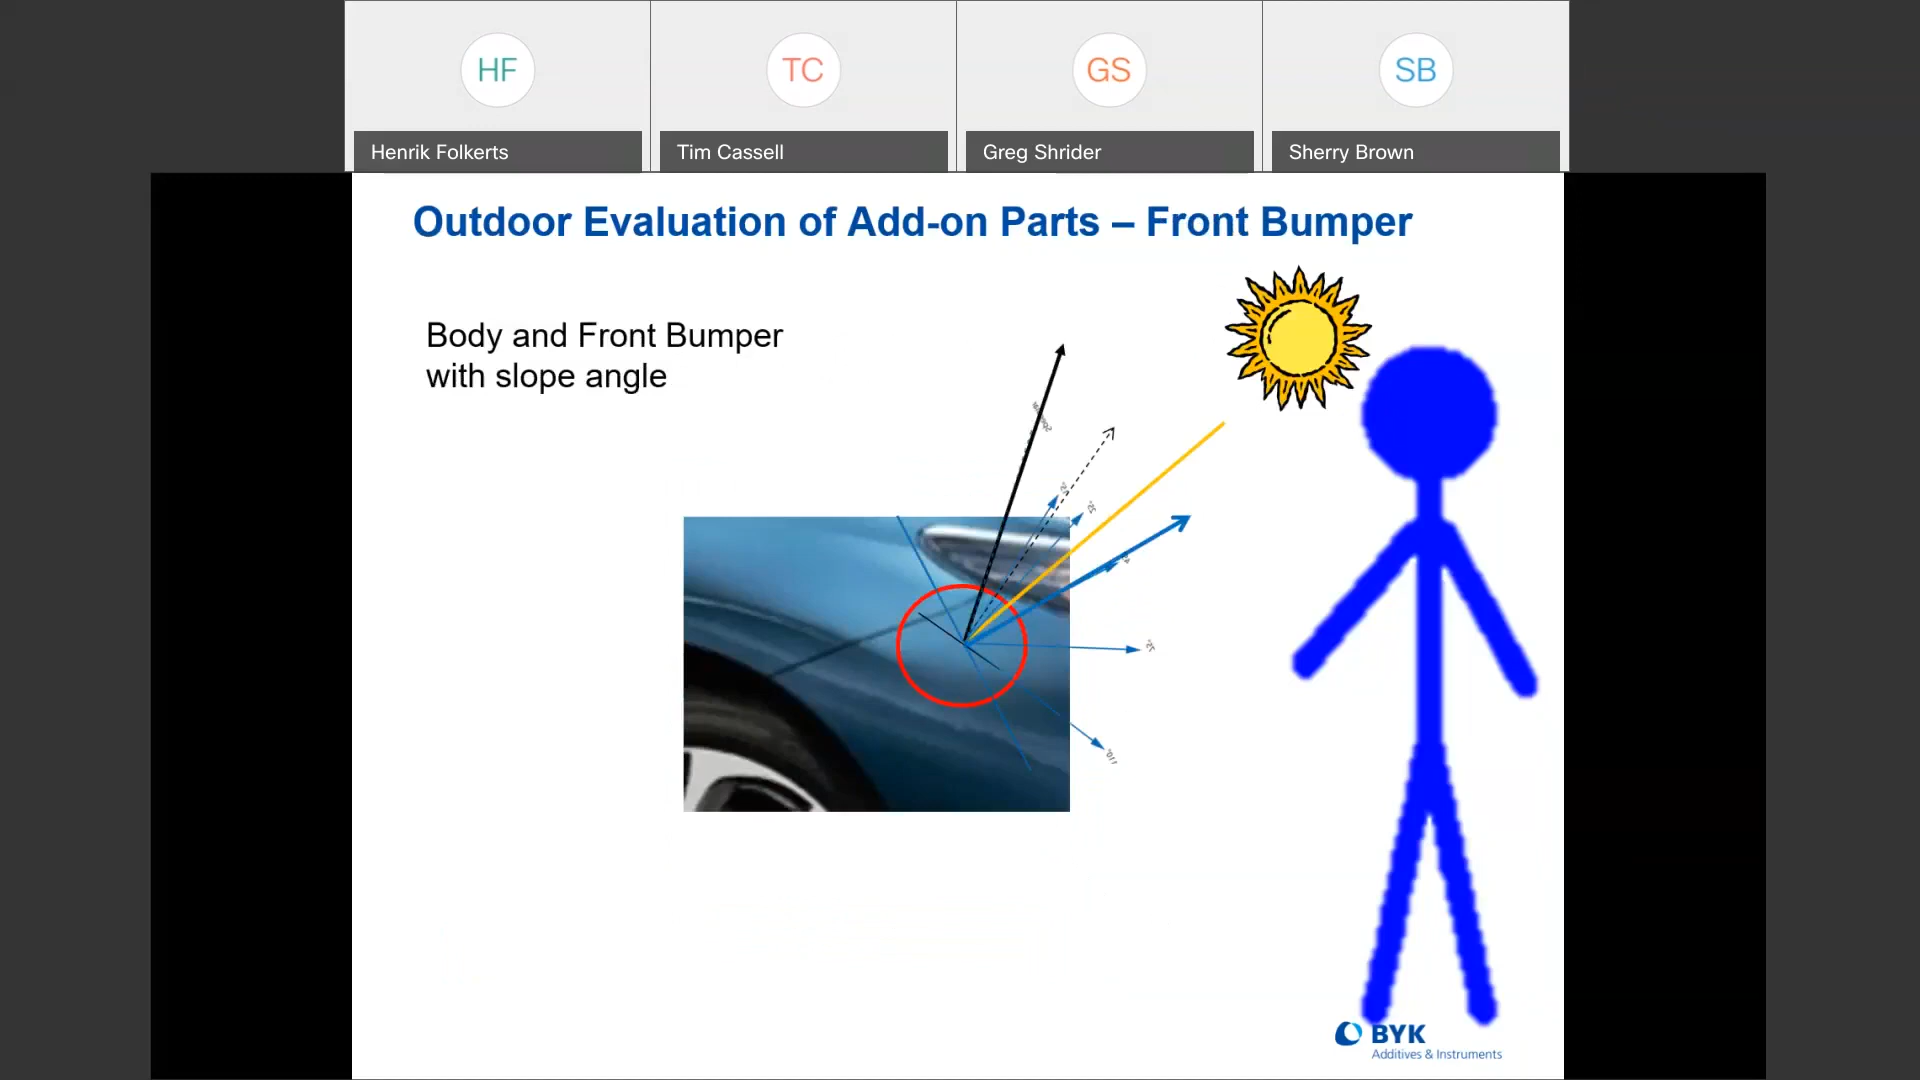 HF
TC
GS
SB
Henrik Folkerts
Tim Cassell
Greg Shrider
Sherry Brown
Outdoor Evaluation of Add-on Parts – Front Bumper
Body and Front Bumper
with slope angle
BYK
Additives & Instruments